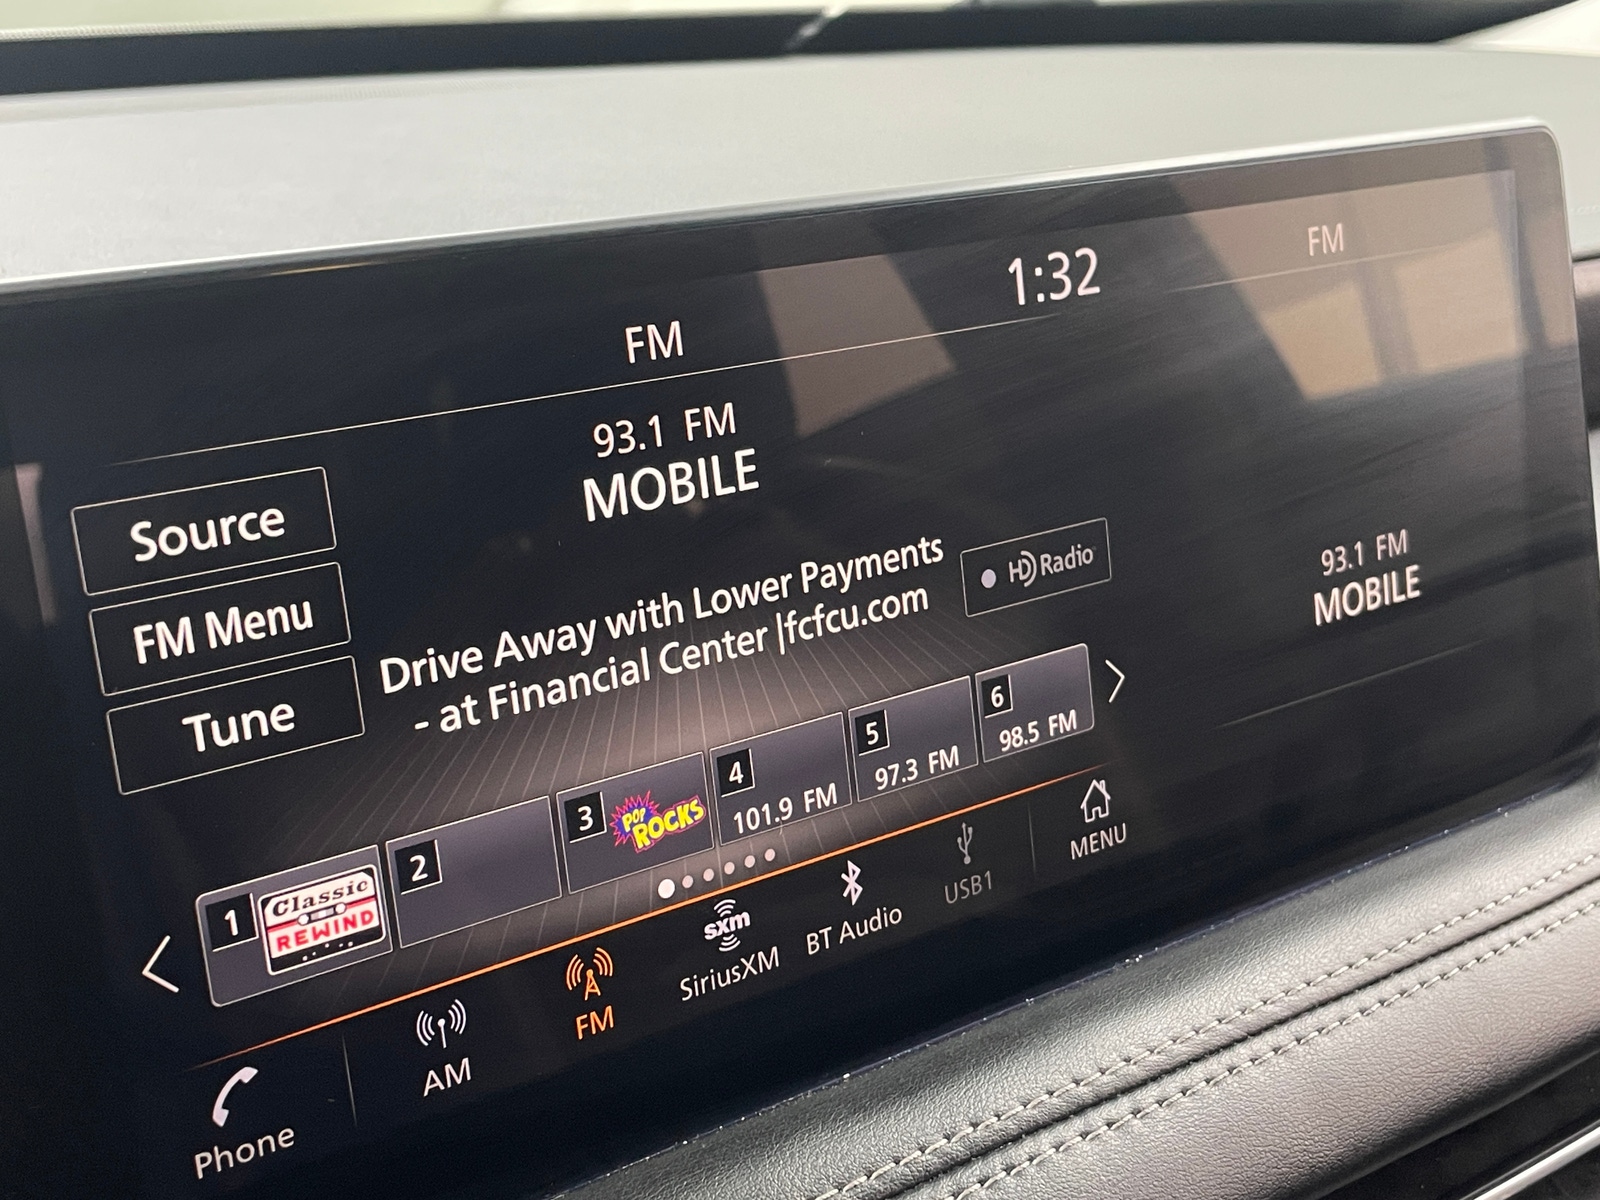 FM
1:32
FM
93.1 FM
MOBILE
Source
FM Menu
Tune
Drive Away with Lower Payments
- at Financial Center |fcfcu.com
HD Radio
93.1 FM
MOBILE
1
Classic
REWIND
2
3
POP
ROCKS
4
101.9 FM
5
97.3 FM
6
98.5 FM
Phone
AM
FM
sxm
SiriusXM
BT Audio
USB1
MENU